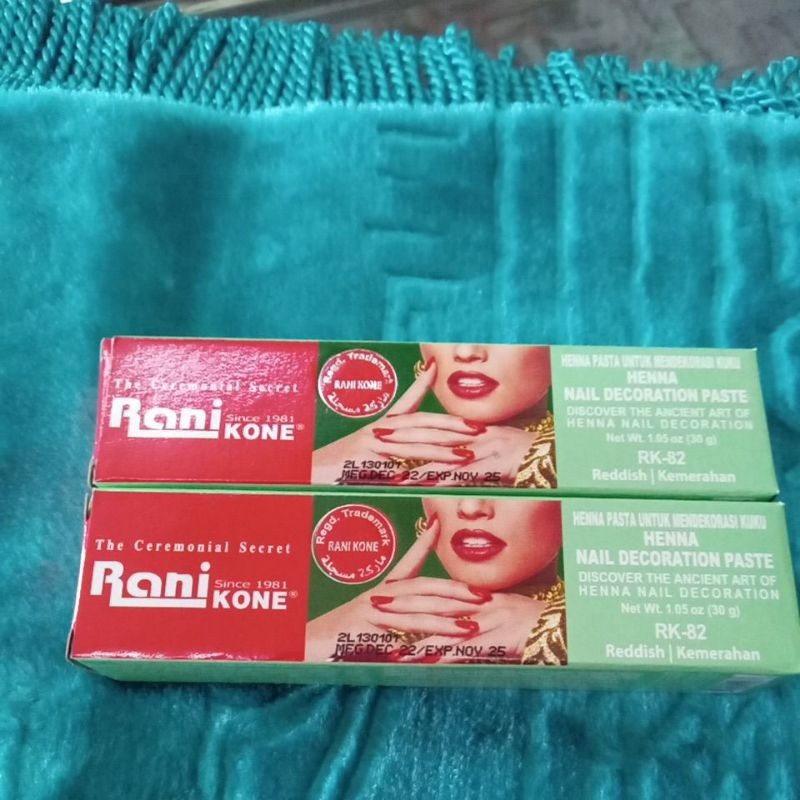 The Ceremonial Secret
Rani
Since 1981
KONE®
Regd. Trademark
RANI KONE
ماركة مسجلة
2L130101
MFG.DEC 22/EXP.NOV 25
HENNA PASTA UNTUK MENDEKORASI KUKU
HENNA
NAIL DECORATION PASTE
DISCOVER THE ANCIENT ART OF
HENNA NAIL DECORATION
Net Wt. 1.05 oz (30 g)
RK-82
Reddish | Kemerahan
The Ceremonial Secret
Rani
Since 1981
KONE®
Regd. Trademark
RANI KONE
ماركة مسجلة
2L130101
MFG.DEC 22/EXP.NOV 25
HENNA PASTA UNTUK MENDEKORASI KUKU
HENNA
NAIL DECORATION PASTE
DISCOVER THE ANCIENT ART OF
HENNA NAIL DECORATION
Net Wt. 1.05 oz (30 g)
RK-82
Reddish | Kemerahan